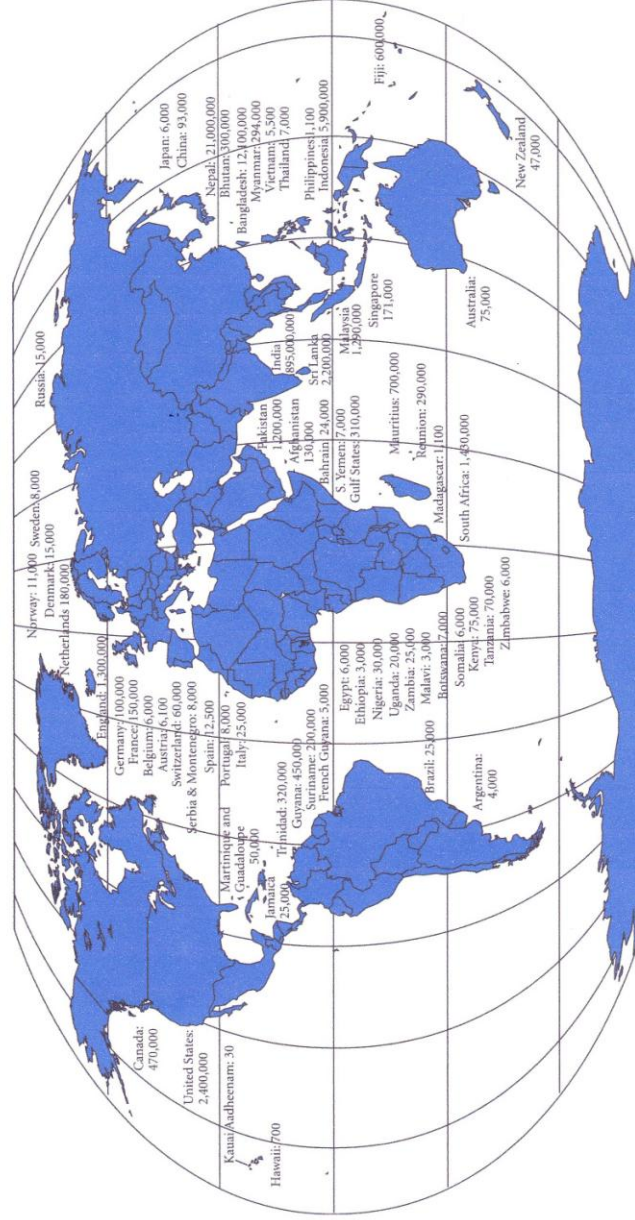 Canada:
470,000
United States:
2,400,000
Kauai Aadheenam: 30
Hawaii: 700
Norway: 11,000
Sweden: 8,000
Denmark: 15,000
Netherlands 180,000
England: 1,300,000
Germany: 100,000
France: 150,000
Belgium: 6,000
Austria: 6,100
Switzerland: 60,000
Serbia & Montenegro: 8,000
Spain: 12,500
Portugal: 8,000
Italy: 25,000
Martinique and
Guadaloupe
50,000
Jamaica
25,000
Trinidad: 320,000
Guyana: 450,000
Suriname: 200,000
French Guyana: 5,000
Brazil: 25,000
Argentina:
4,000
Egypt: 6,000
Ethiopia: 3,000
Nigeria: 30,000
Uganda: 20,000
Zambia: 25,000
Malavi: 3,000
Botswana: 7,000
Somalia: 6,000
Kenya: 75,000
Tanzania: 70,000
Zimbabwe: 6,000
Russia: 15,000
Pakistan
1,200,000
Afghanistan
130,000
Bahrain: 24,000
S. Yemen: 7,000
Gulf States: 310,000
India
895,000,000
Sri Lanka
2,200,000
Malaysia
1,290,000
Singapore
171,000
Mauritius: 700,000
Reunion: 290,000
Madagascar: 1,100
South Africa: 1,430,000
Japan: 6,000
China: 93,000
Nepal: 21,000,000
Bhutan: 300,000
Bangladesh: 12,400,000
Myanmar: 294,000
Vietnam: 5,500
Thailand: 7,000
Philippines: 1,100
Indonesia: 5,900,000
Fiji: 600,000
Australia:
75,000
New Zealand
47,000